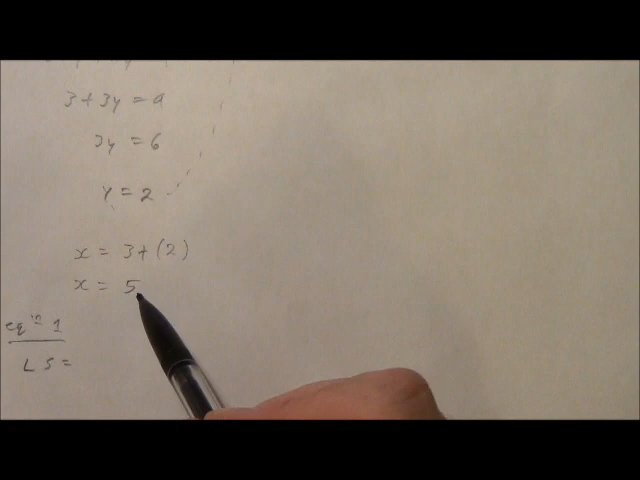 3 + 3y = 9
3y = 6
y = 2
x = 3 + (2)
x = 5
eq'n 1
LS =